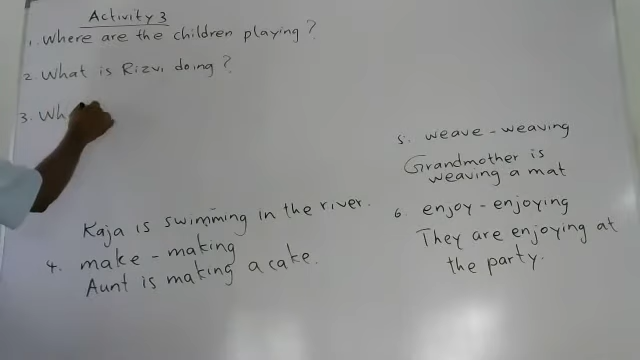 Activity 3
1. Where are the children playing?
2. What is Rizvi doing?
3. Wh
Kaja is swimming in the river.
4. make - making
Aunt is making a cake.
5. weave - weaving
Grandmother is
weaving a mat
6. enjoy - enjoying
They are enjoying at
the party.